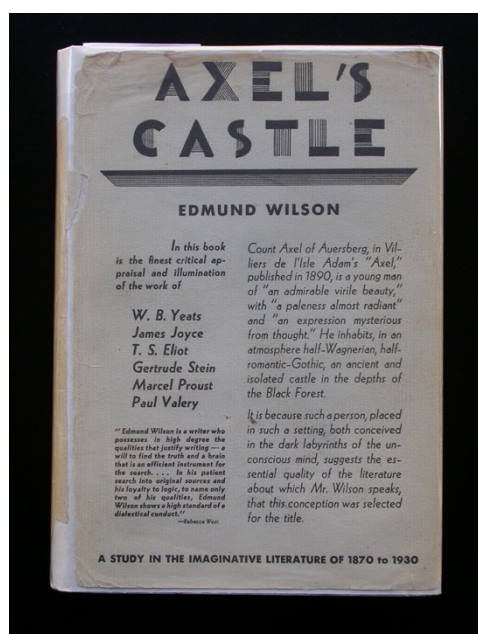 AXEL'S
CASTLE
EDMUND WILSON
In this book
is the finest critical ap-
praisal and illumination
of the work of
W. B. Yeats
James Joyce
T. S. Eliot
Gertrude Stein
Marcel Proust
Paul Valery
"Edmund Wilson is a writer who
possesses in high degree the
qualities that justify writing — a
will to find the truth and a brain
that is an efficient instrument for
the search. . . . In his patient
search into original sources and
his loyalty to logic, to name only
two of his qualities, Edmund
Wilson shows a high standard of a
dialectical conduct."
—Rebecca West.
Count Axel of Auersberg, in Vil-
liers de l'Isle Adam's "Axel,"
published in 1890, is a young man
of "an admirable virile beauty,"
with "a paleness almost radiant"
and "an expression mysterious
from thought." He inhabits, in an
atmosphere half-Wagnerian, half-
romantic-Gothic, an ancient and
isolated castle in the depths of
the Black Forest.
It is because such a person, placed
in such a setting, both conceived
in the dark labyrinths of the un-
conscious mind, suggests the es-
sential quality of the literature
about which Mr. Wilson speaks,
that this conception was selected
for the title.
A STUDY IN THE IMAGINATIVE LITERATURE OF 1870 to 1930